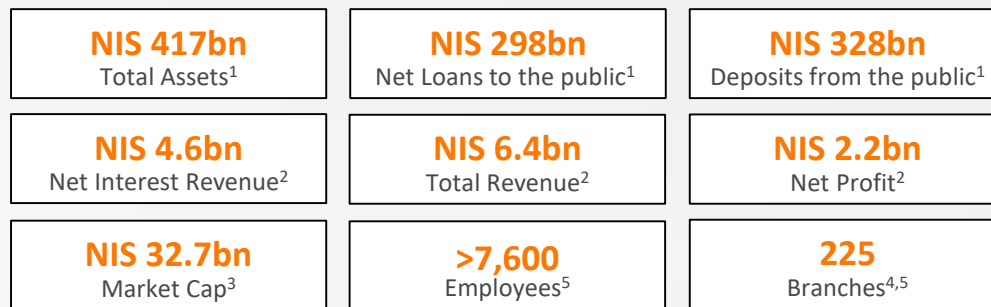 NIS 417bn
Total Assets1
NIS 298bn
Net Loans to the public1
NIS 328bn
Deposits from the public1
NIS 4.6bn
Net Interest Revenue2
NIS 6.4bn
Total Revenue2
NIS 2.2bn
Net Profit2
NIS 32.7bn
Market Cap3
>7,600
Employees5
225
Branches4,5